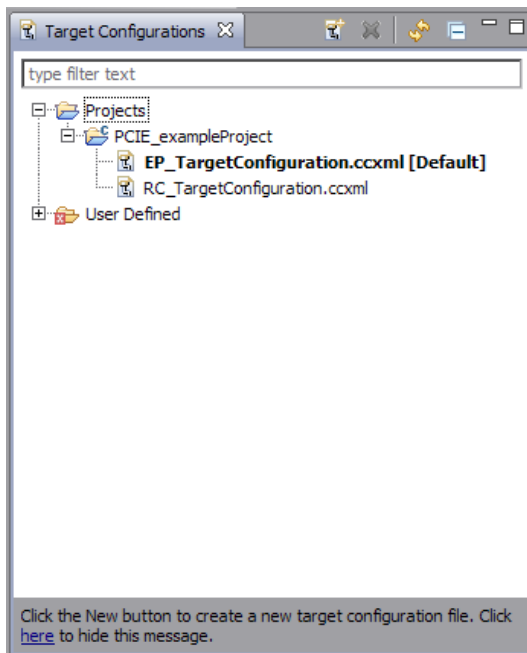 Target Configurations
type filter text
Projects
PCIE_exampleProject
EP_TargetConfiguration.ccxml [Default]
RC_TargetConfiguration.ccxml
User Defined
Click the New button to create a new target configuration file. Click
here to hide this message.